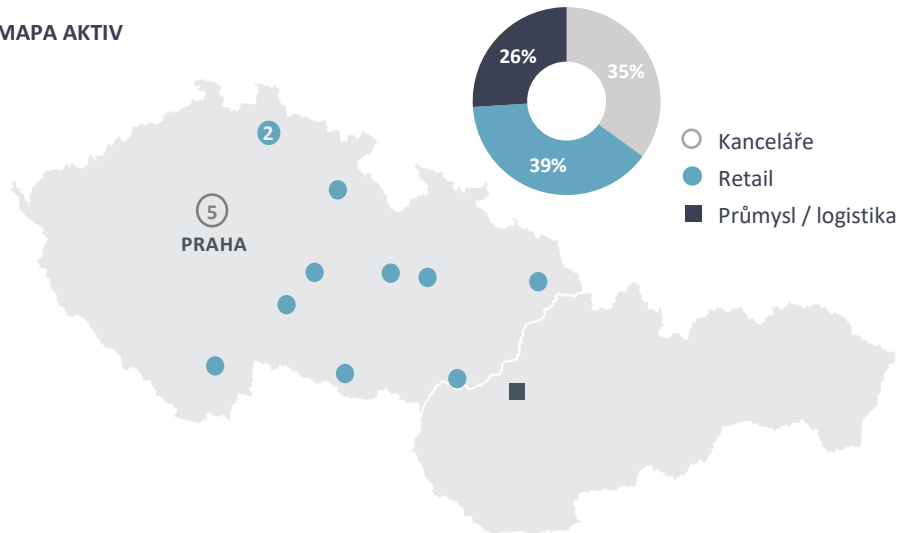 MAPA AKTIV
26%
35%
39%
Kanceláře
Retail
Průmysl / logistika
2
5
PRAHA